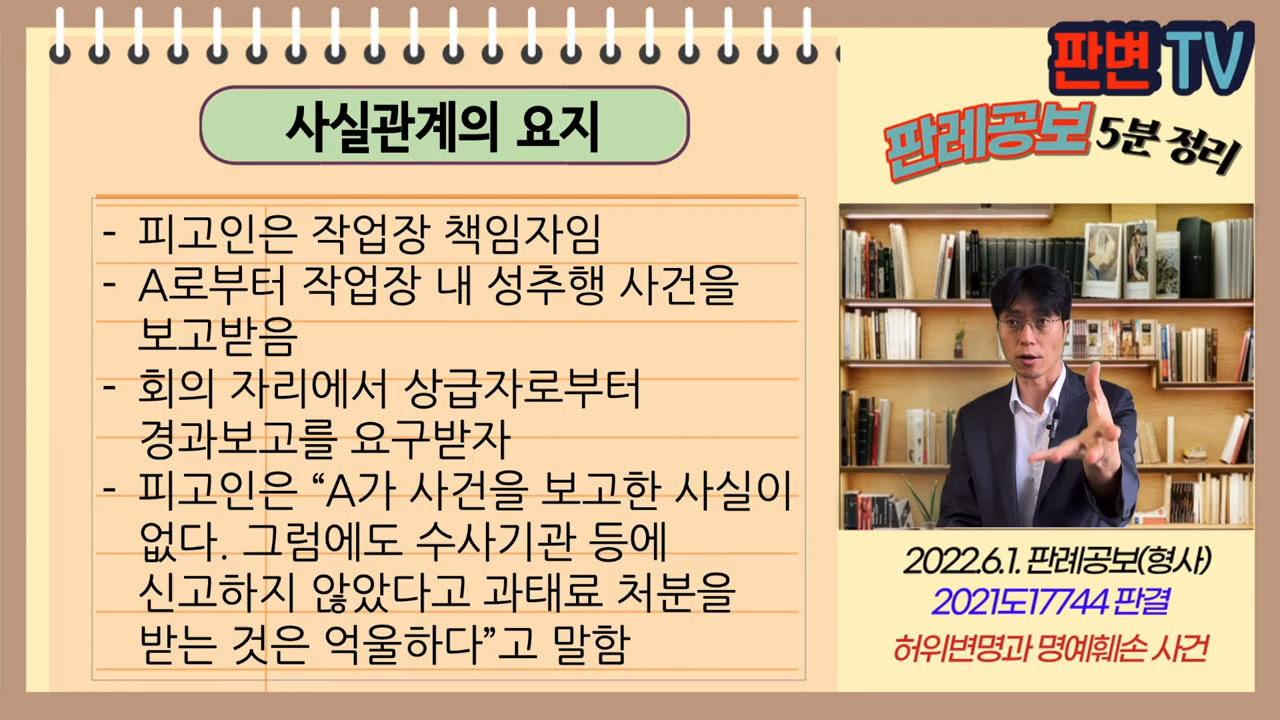 사실관계의 요지
- 피고인은 작업장 책임자임
- A로부터 작업장 내 성추행 사건을
보고받음
- 회의 자리에서 상급자로부터
경과보고를 요구받자
- 피고인은 “A가 사건을 보고한 사실이
없다. 그럼에도 수사기관 등에
신고하지 않았다고 과태료 처분을
받는 것은 억울하다”고 말함
판변 TV
판례공보 5분 정리
2022.6.1. 판례공보(형사)
2021도17744 판결
허위변명과 명예훼손 사건